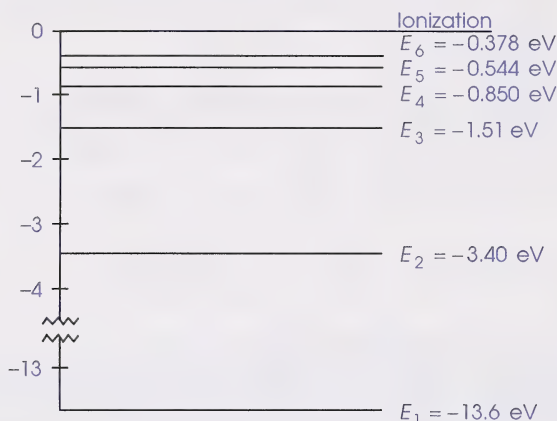 Ionization
0
E₆ = −0.378 eV
E₅ = −0.544 eV
−1
E₄ = −0.850 eV
E₃ = −1.51 eV
−2
−3
E₂ = −3.40 eV
−4
−13
E₁ = −13.6 eV